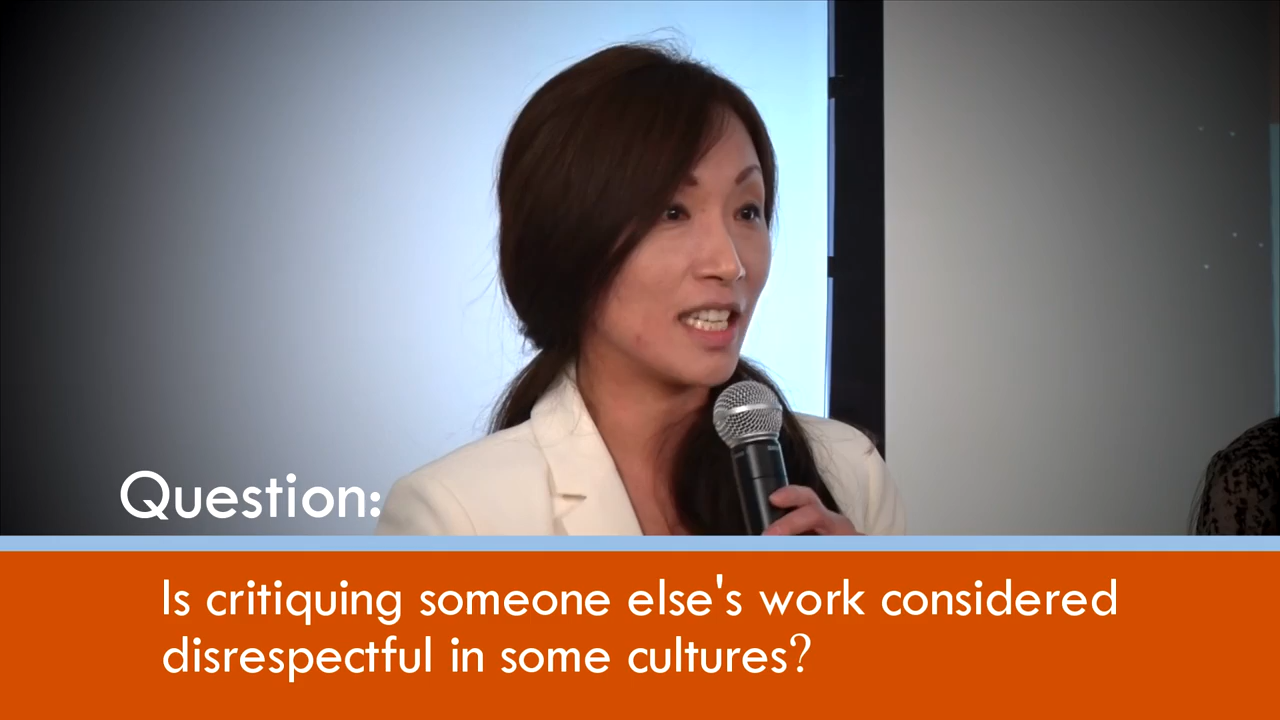 Question:
Is critiquing someone else's work considered
disrespectful in some cultures?